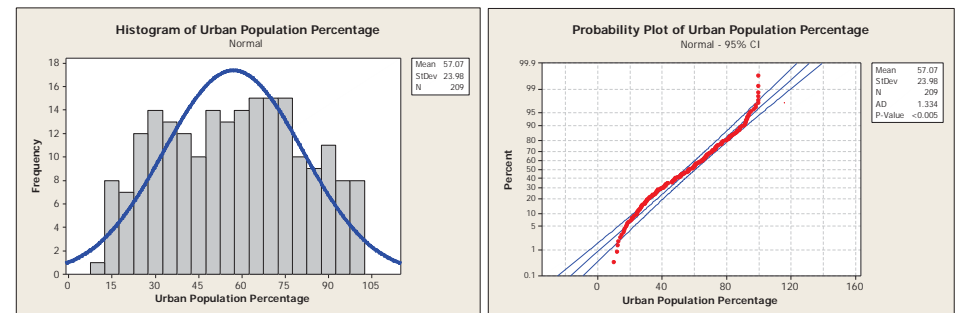 Histogram of Urban Population Percentage
Normal
Mean 57.07
StDev 23.98
N 209
18
16
14
12
10
8
6
4
2
0
Frequency
0 15 30 45 60 75 90 105
Urban Population Percentage
Probability Plot of Urban Population Percentage
Normal - 95% CI
Mean 57.07
StDev 23.98
N 209
AD 1.334
P-Value <0.005
99.9
99
95
90
80
70
60
50
40
30
20
10
5
1
0.1
Percent
0 40 80 120 160
Urban Population Percentage